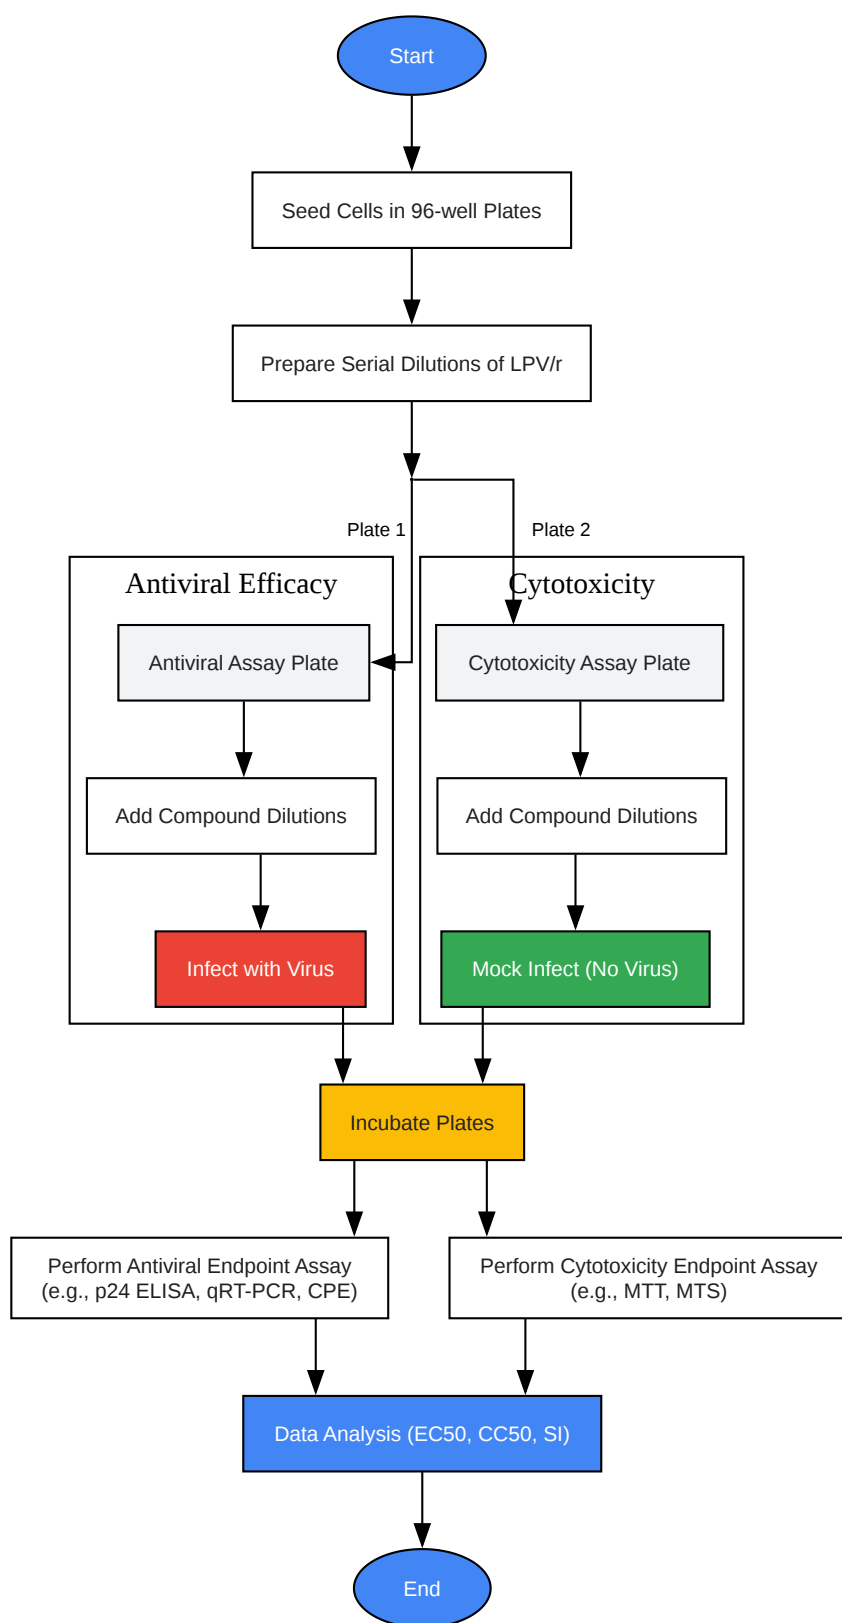 Start
Seed Cells in 96-well Plates
Prepare Serial Dilutions of LPV/r
Plate 1
Plate 2
Antiviral Efficacy
Cytotoxicity
Antiviral Assay Plate
Cytotoxicity Assay Plate
Add Compound Dilutions
Add Compound Dilutions
Infect with Virus
Mock Infect (No Virus)
Incubate Plates
Perform Antiviral Endpoint Assay
(e.g., p24 ELISA, qRT-PCR, CPE)
Perform Cytotoxicity Endpoint Assay
(e.g., MTT, MTS)
Data Analysis (EC50, CC50, SI)
End